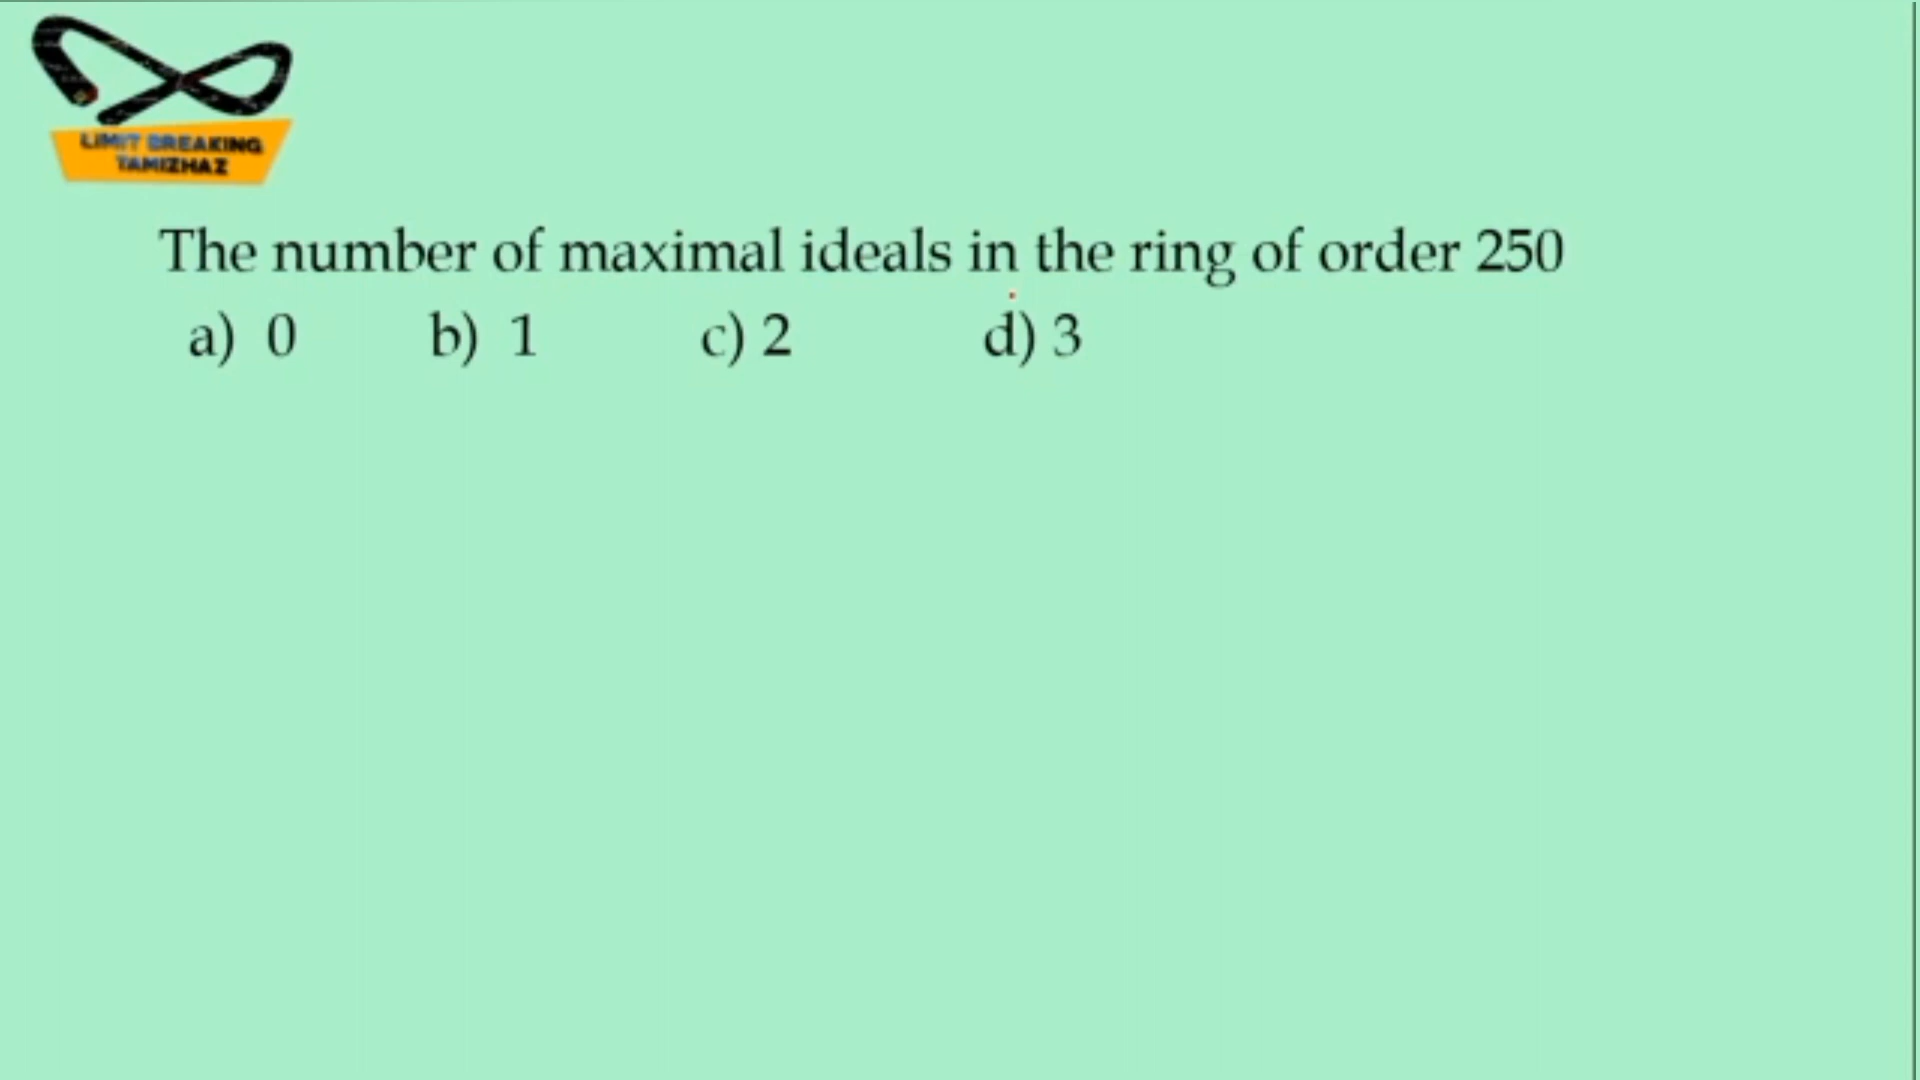 LIMIT BREAKING
TAMIZHAZ
The number of maximal ideals in the ring of order 250
a) 0 b) 1 c) 2 d) 3